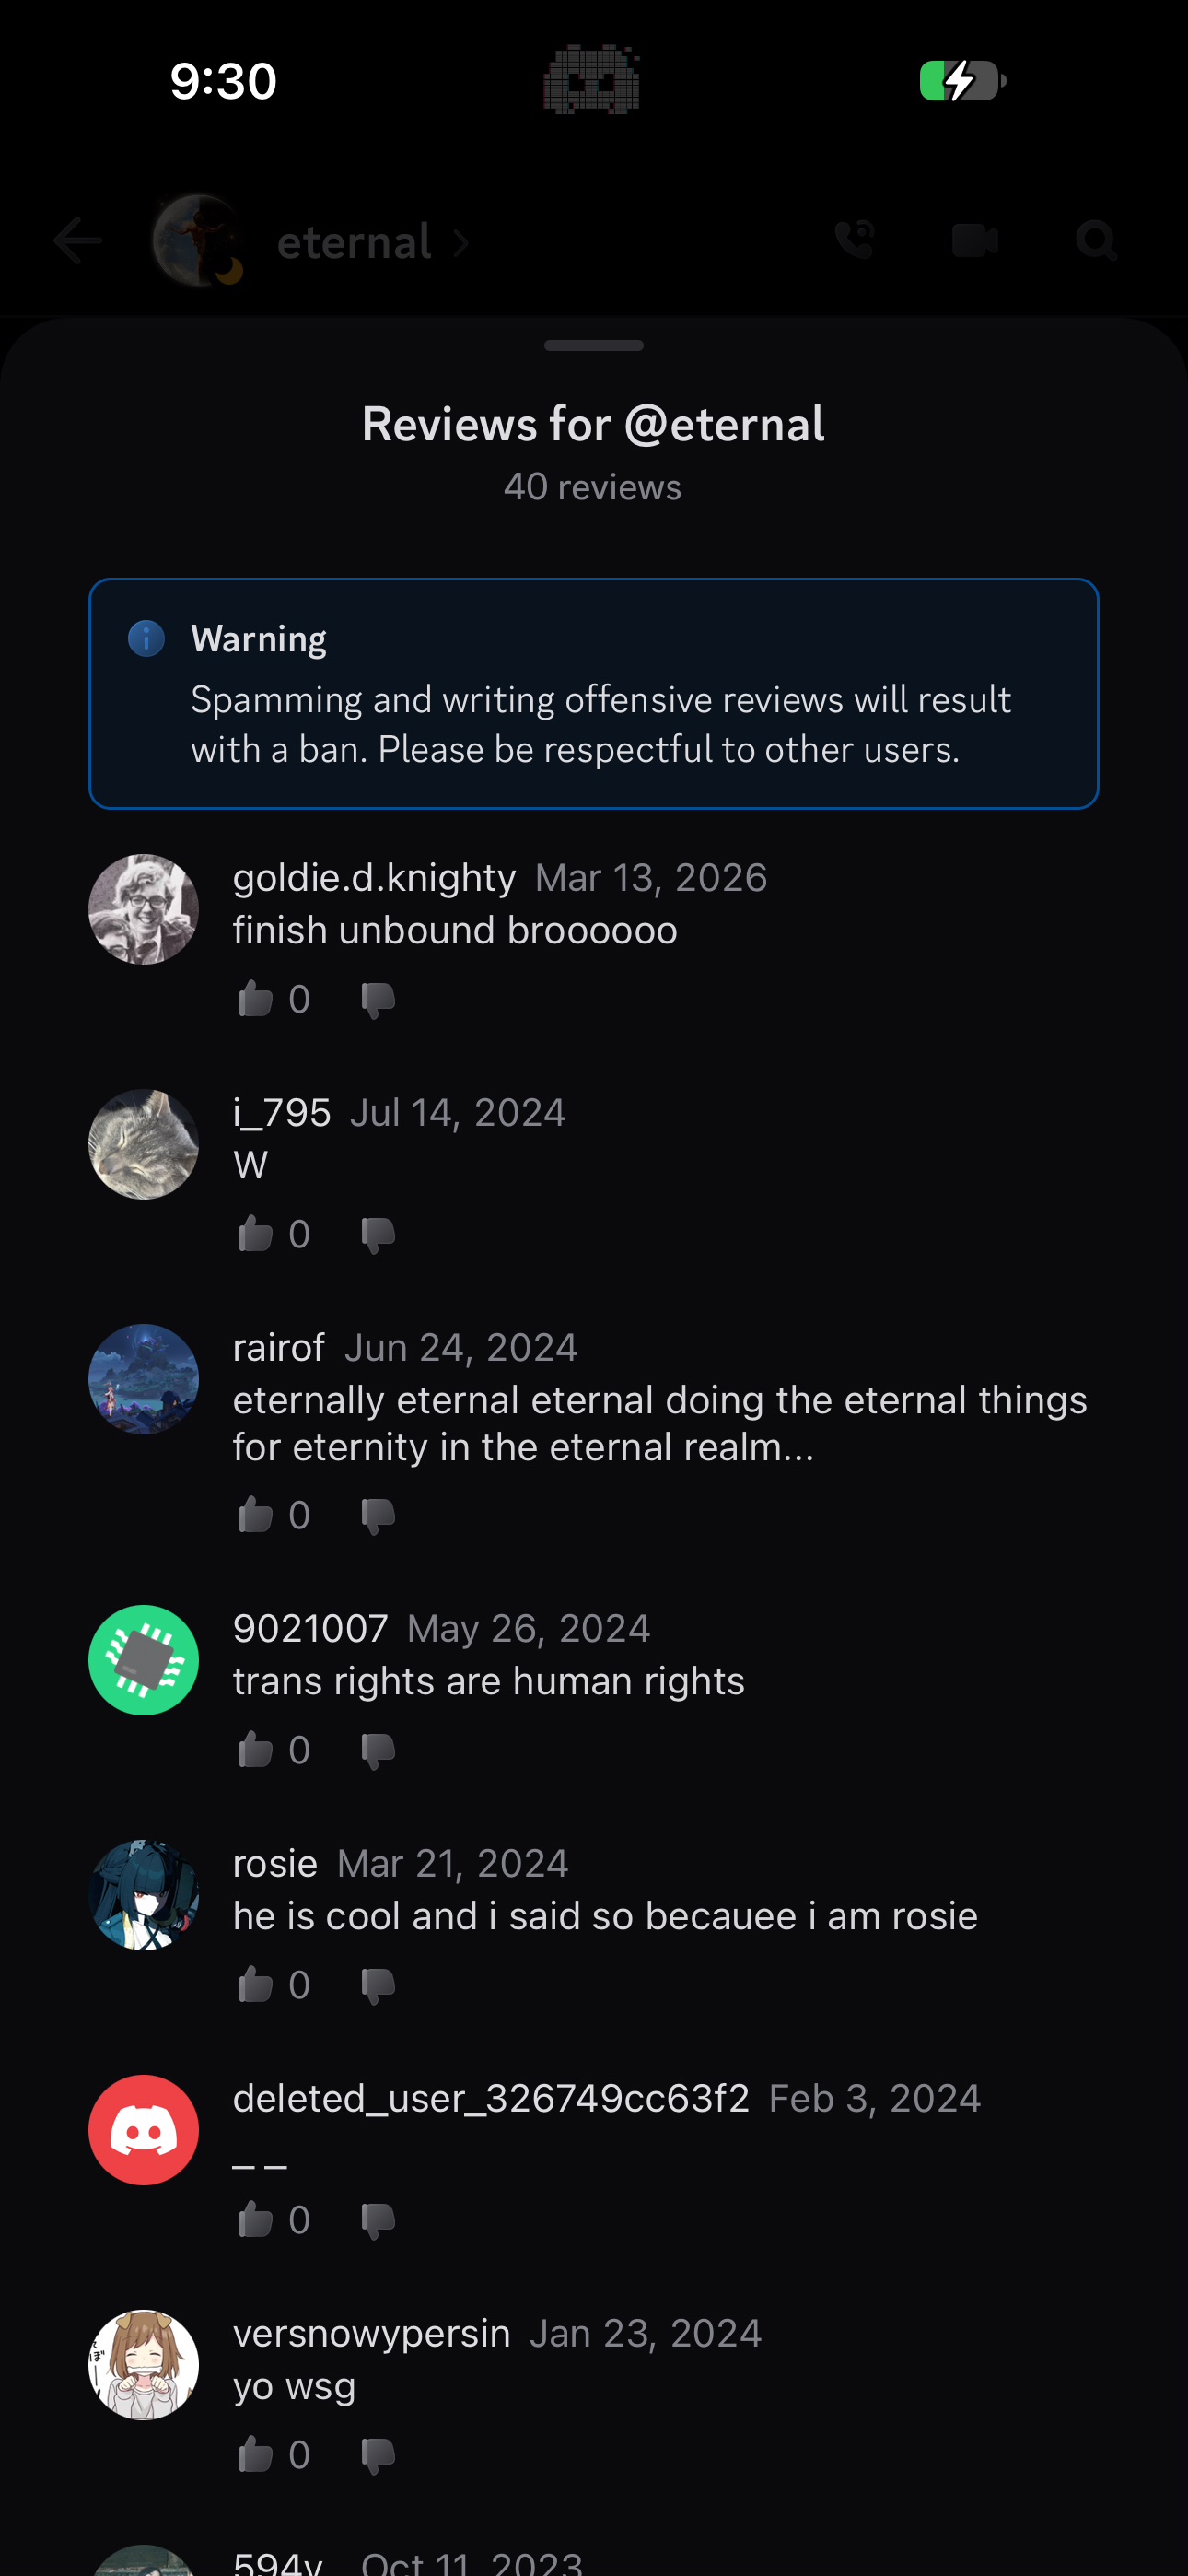 9:30
eternal
Reviews for @eternal
40 reviews
Warning
Spamming and writing offensive reviews will result
with a ban. Please be respectful to other users.
goldie.d.knighty Mar 13, 2026
finish unbound broooooo
0
i_795 Jul 14, 2024
W
0
rairof Jun 24, 2024
eternally eternal eternal doing the eternal things
for eternity in the eternal realm...
0
9021007 May 26, 2024
trans rights are human rights
0
rosie Mar 21, 2024
he is cool and i said so becauee i am rosie
0
deleted_user_326749cc63f2 Feb 3, 2024
_ _
0
versnowypersin Jan 23, 2024
yo wsg
0
Oct 11, 2023